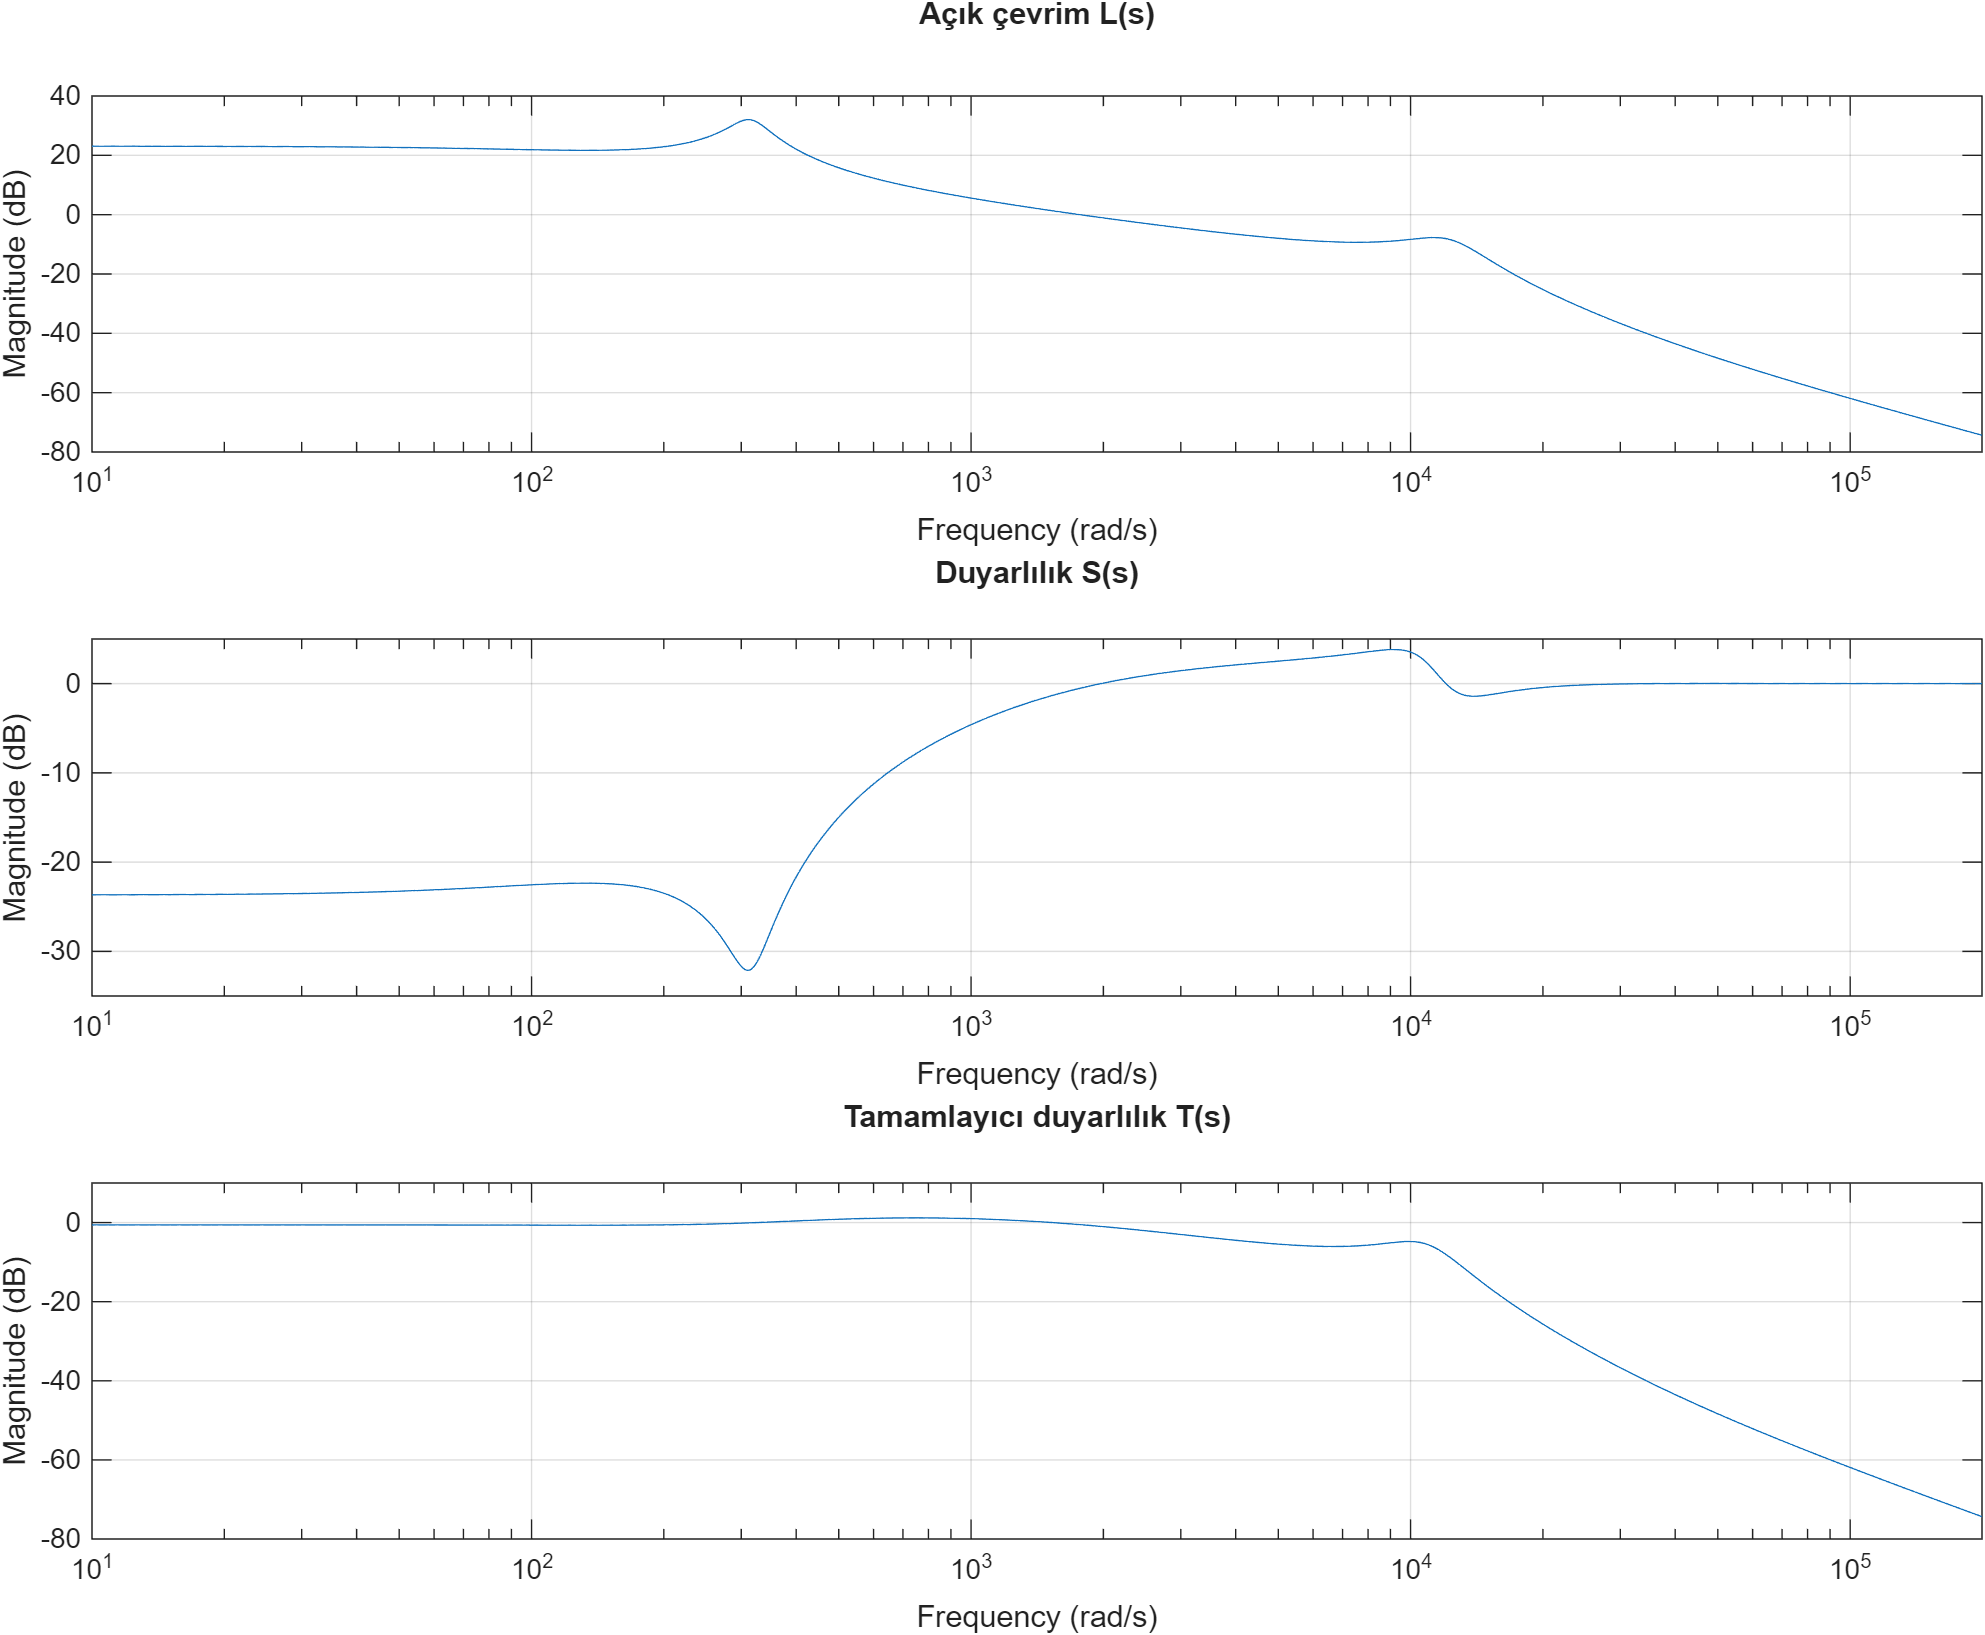 Açık çevrim L(s)
40
20
0
-20
-40
-60
-80
Magnitude (dB)
10^1 10^2 10^3 10^4 10^5
Frequency (rad/s)
Duyarlılık S(s)
0
-10
-20
-30
Magnitude (dB)
10^1 10^2 10^3 10^4 10^5
Frequency (rad/s)
Tamamlayıcı duyarlılık T(s)
0
-20
-40
-60
-80
Magnitude (dB)
10^1 10^2 10^3 10^4 10^5
Frequency (rad/s)